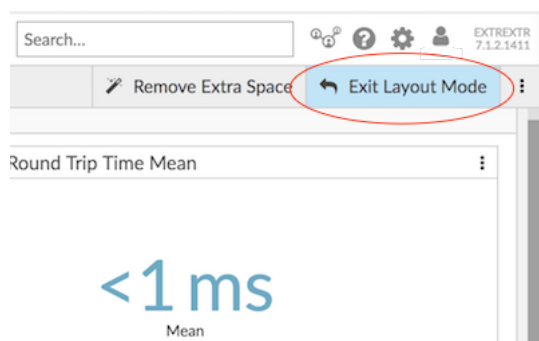 Search...
EXTREXTR
7.1.2.1411
Remove Extra Space
Exit Layout Mode
Round Trip Time Mean
<1 ms
Mean